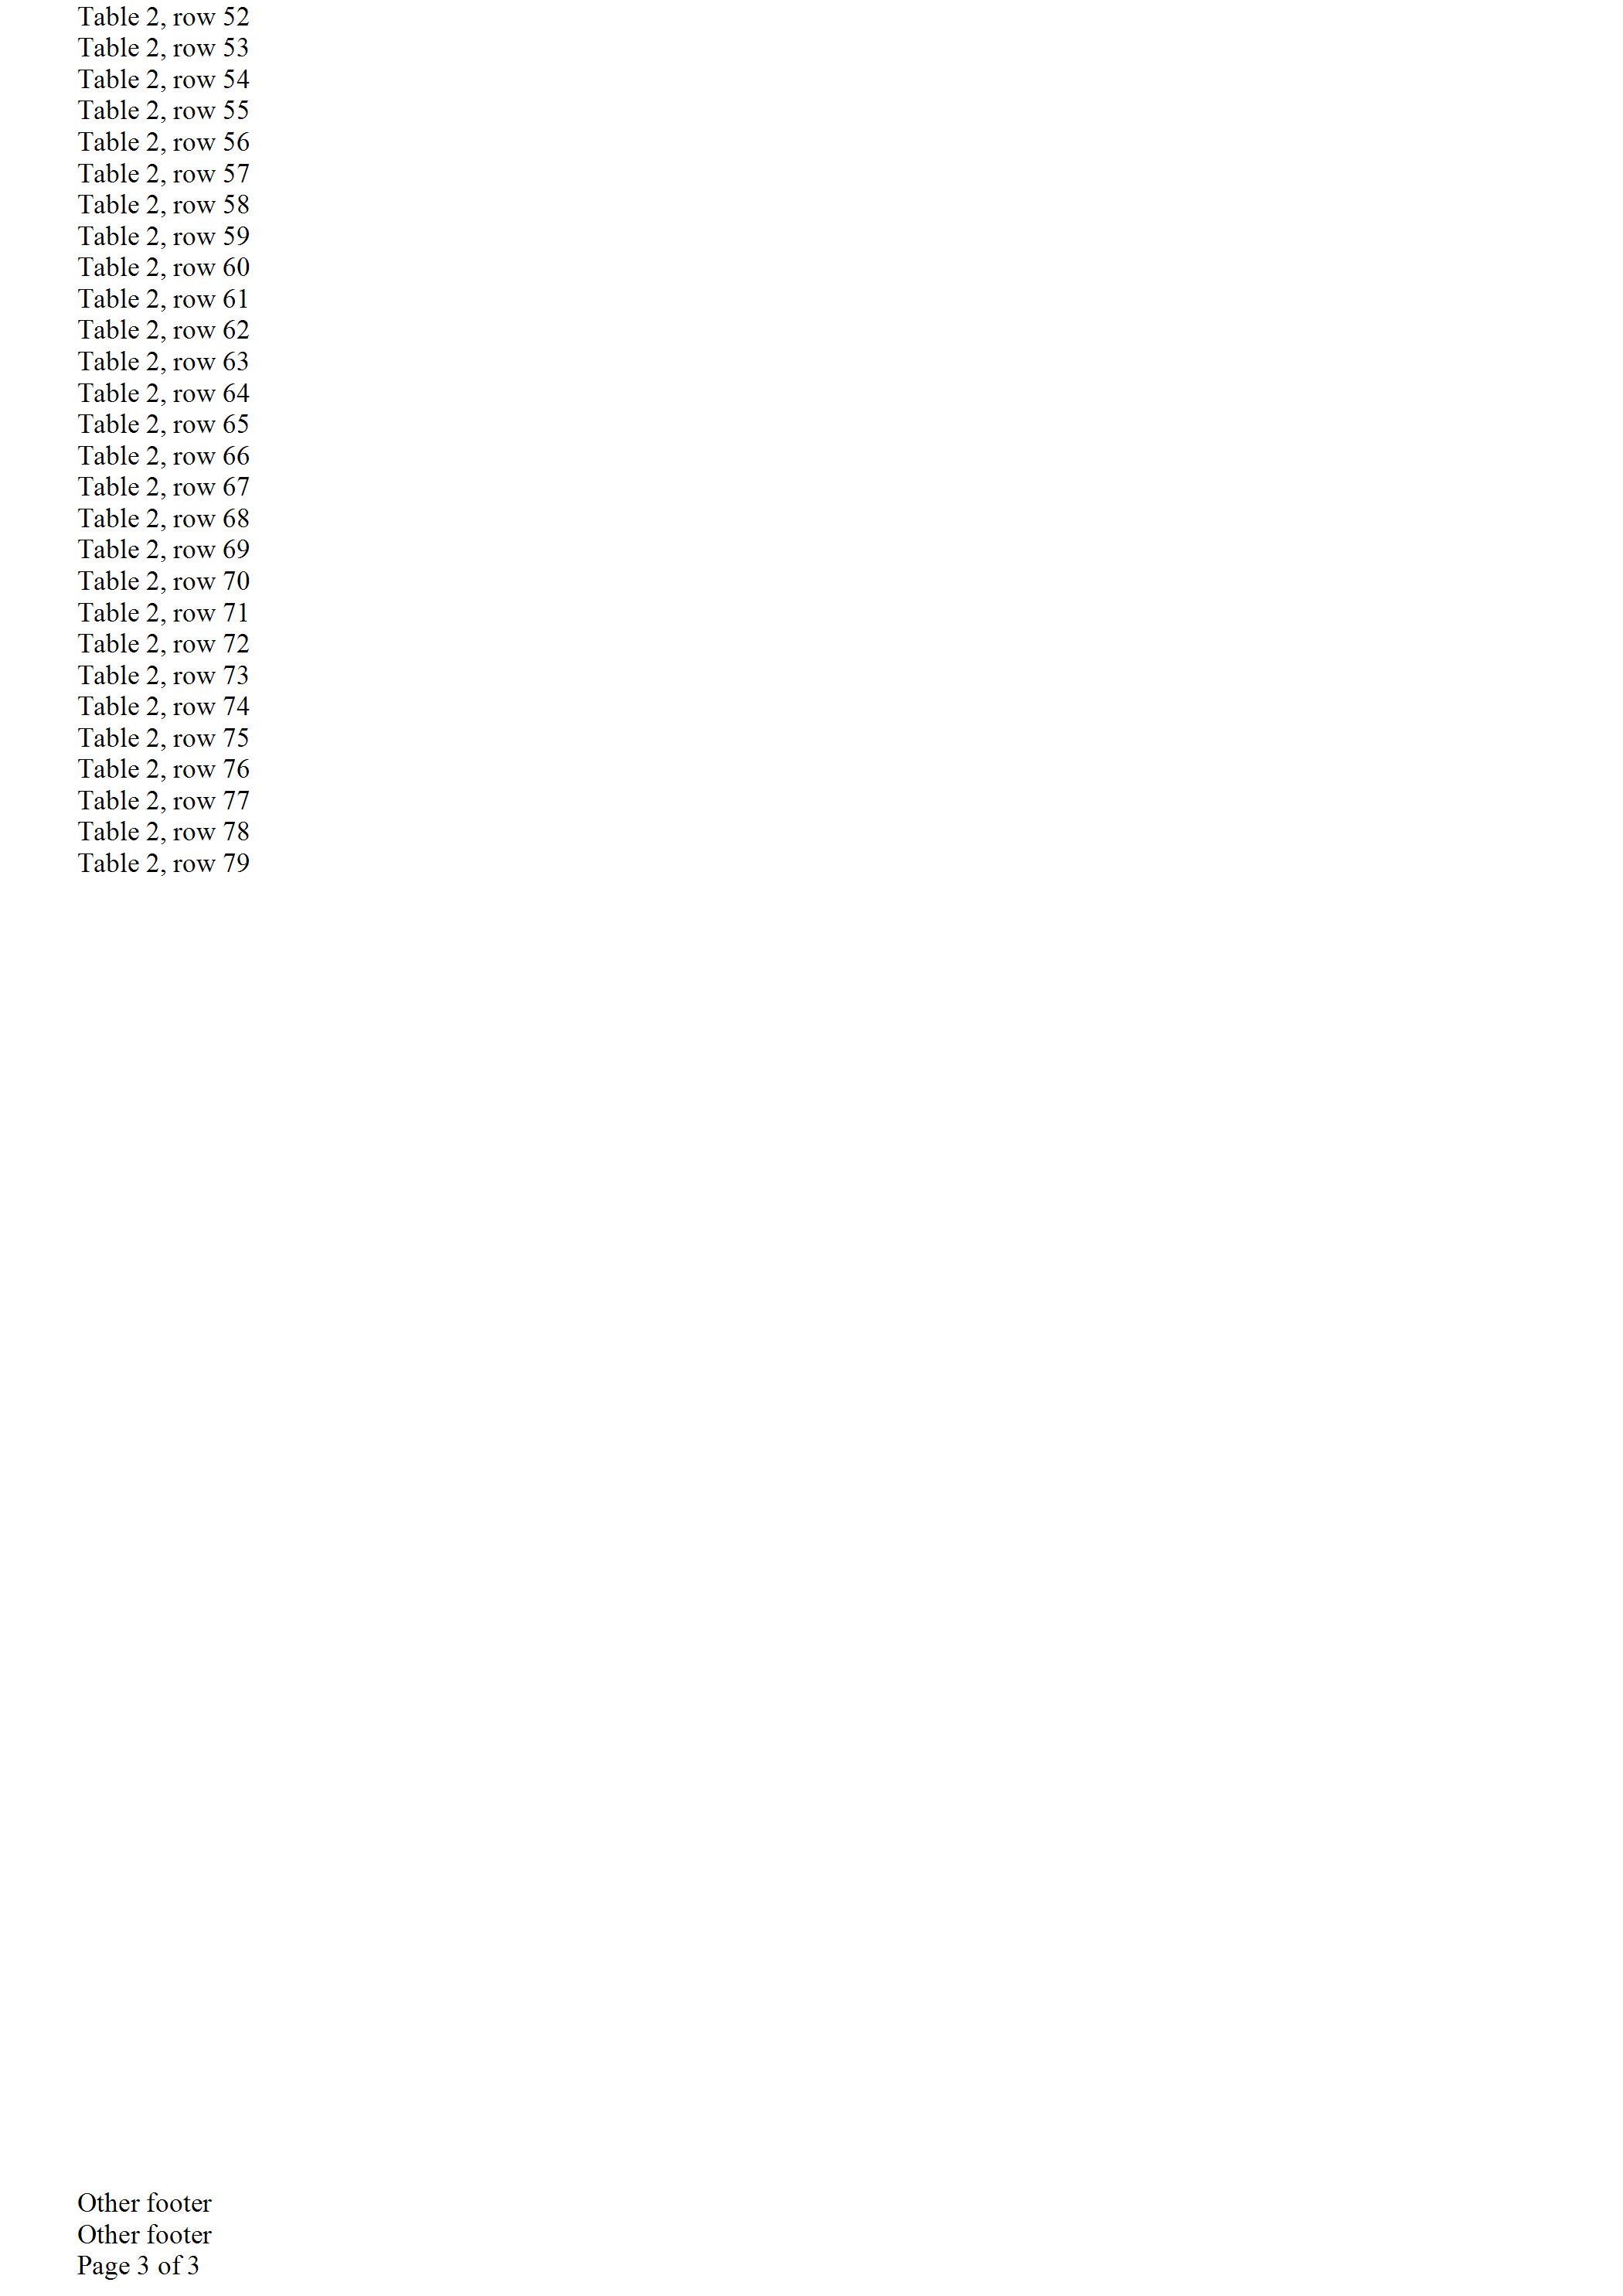 Table 2, row 52
Table 2, row 53
Table 2, row 54
Table 2, row 55
Table 2, row 56
Table 2, row 57
Table 2, row 58
Table 2, row 59
Table 2, row 60
Table 2, row 61
Table 2, row 62
Table 2, row 63
Table 2, row 64
Table 2, row 65
Table 2, row 66
Table 2, row 67
Table 2, row 68
Table 2, row 69
Table 2, row 70
Table 2, row 71
Table 2, row 72
Table 2, row 73
Table 2, row 74
Table 2, row 75
Table 2, row 76
Table 2, row 77
Table 2, row 78
Table 2, row 79
Other footer
Other footer
Page 3 of 3